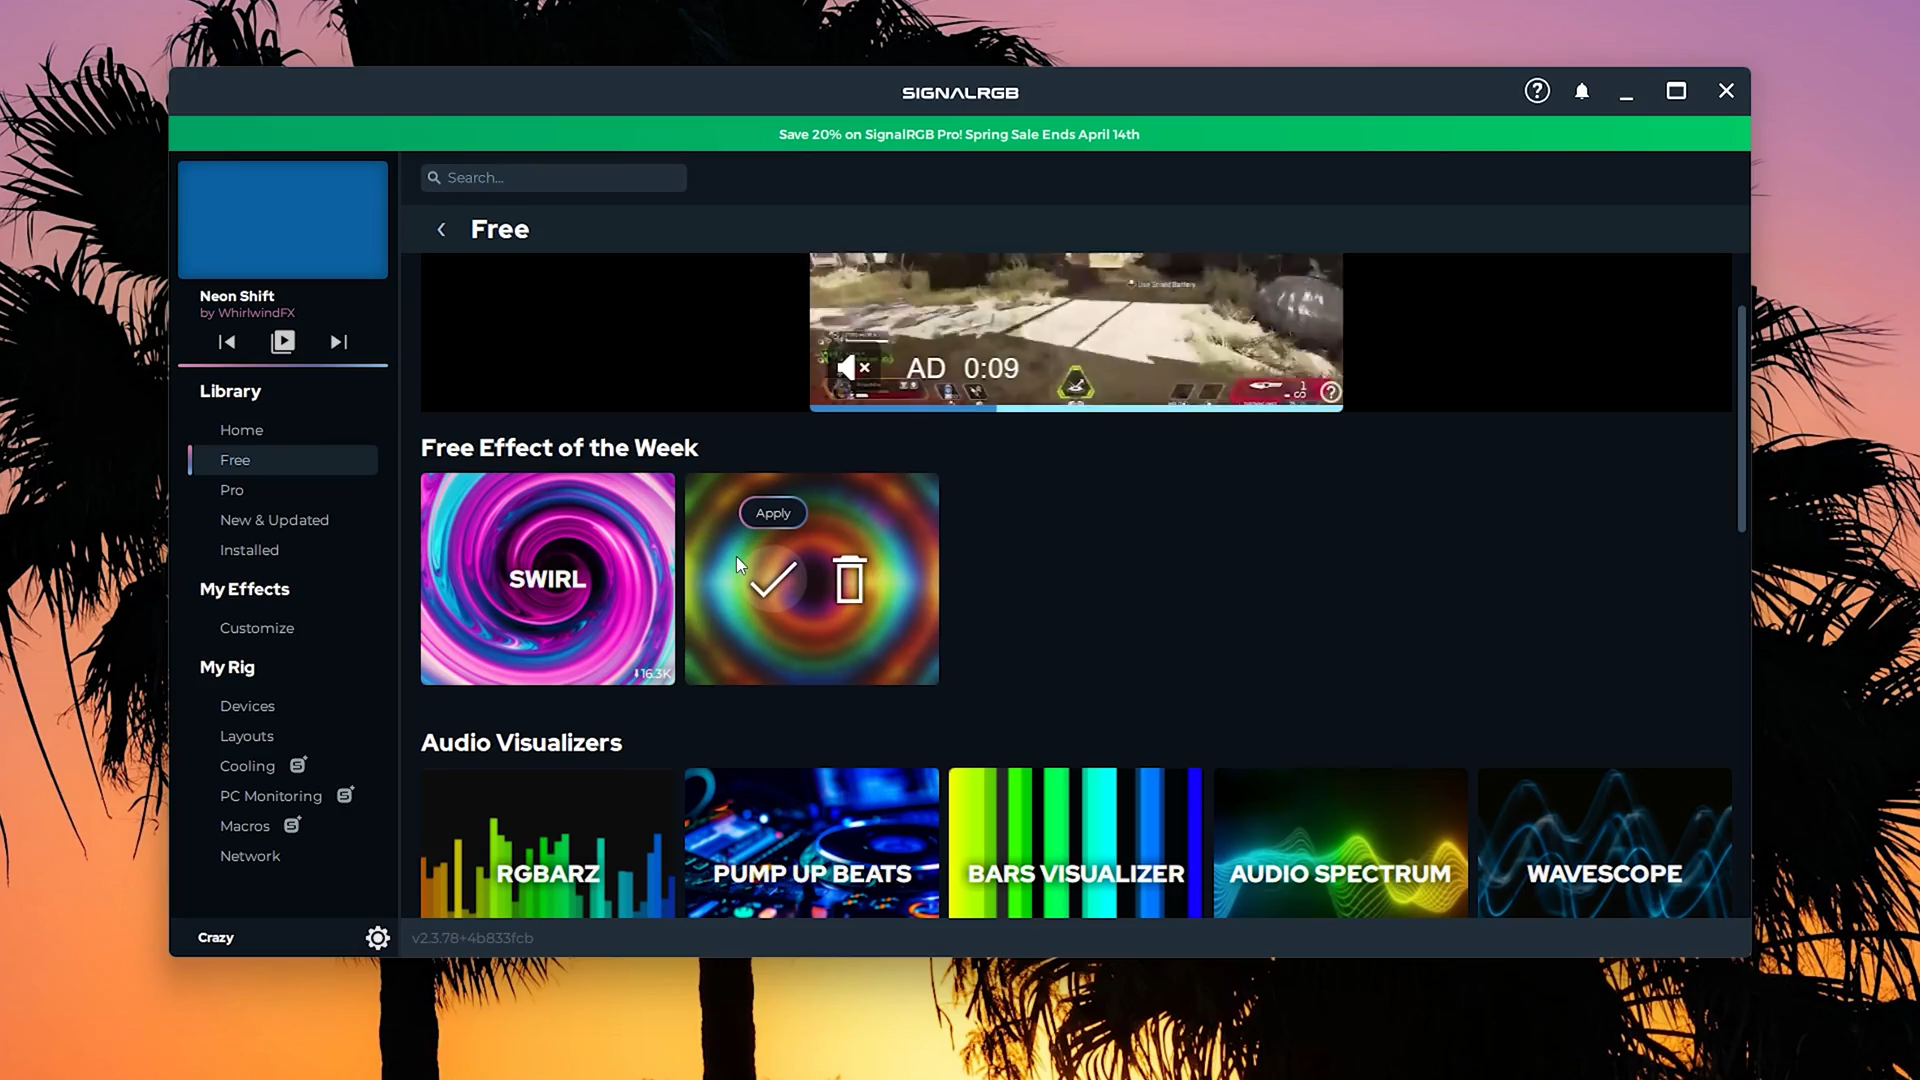 SIGNALRGB
Save 20% on SignalRGB Pro! Spring Sale Ends April 14th
Search...
Free
Neon Shift
by WhirlwindFX
Library
Home
Free
Pro
New & Updated
Installed
My Effects
Customize
My Rig
Devices
Layouts
Cooling
PC Monitoring
Macros
Network
Crazy
Use Shield Battery
AD 0:09
Free Effect of the Week
SWIRL
16.3K
Apply
Audio Visualizers
RGBARZ
PUMP UP BEATS
BARS VISUALIZER
AUDIO SPECTRUM
WAVESCOPE
v2.3.78+4b833fcb